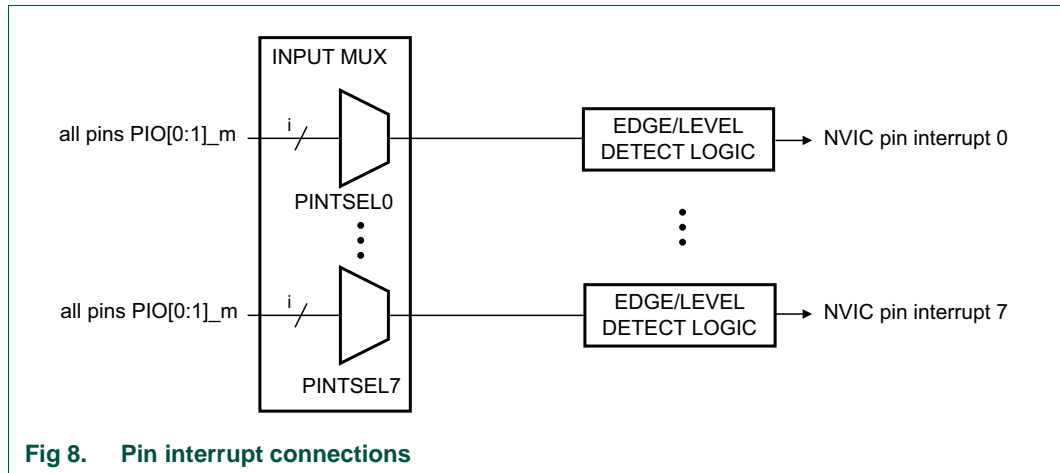 INPUT MUX
all pins PIO[0:1]_m
i
EDGE/LEVEL
DETECT LOGIC
NVIC pin interrupt 0
PINTSEL0
all pins PIO[0:1]_m
i
EDGE/LEVEL
DETECT LOGIC
NVIC pin interrupt 7
PINTSEL7
Fig 8. Pin interrupt connections